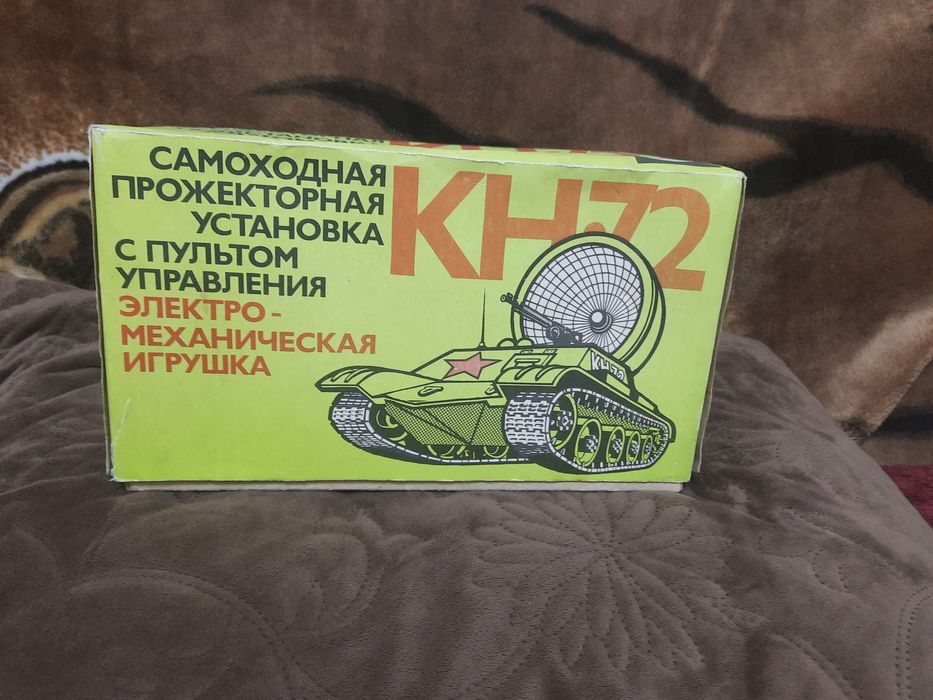 САМОХОДНАЯ
ПРОЖЕКТОРНАЯ
УСТАНОВКА
С ПУЛЬТОМ
УПРАВЛЕНИЯ
ЭЛЕКТРО-
МЕХАНИЧЕСКАЯ
ИГРУШКА
КН·72
КН·72